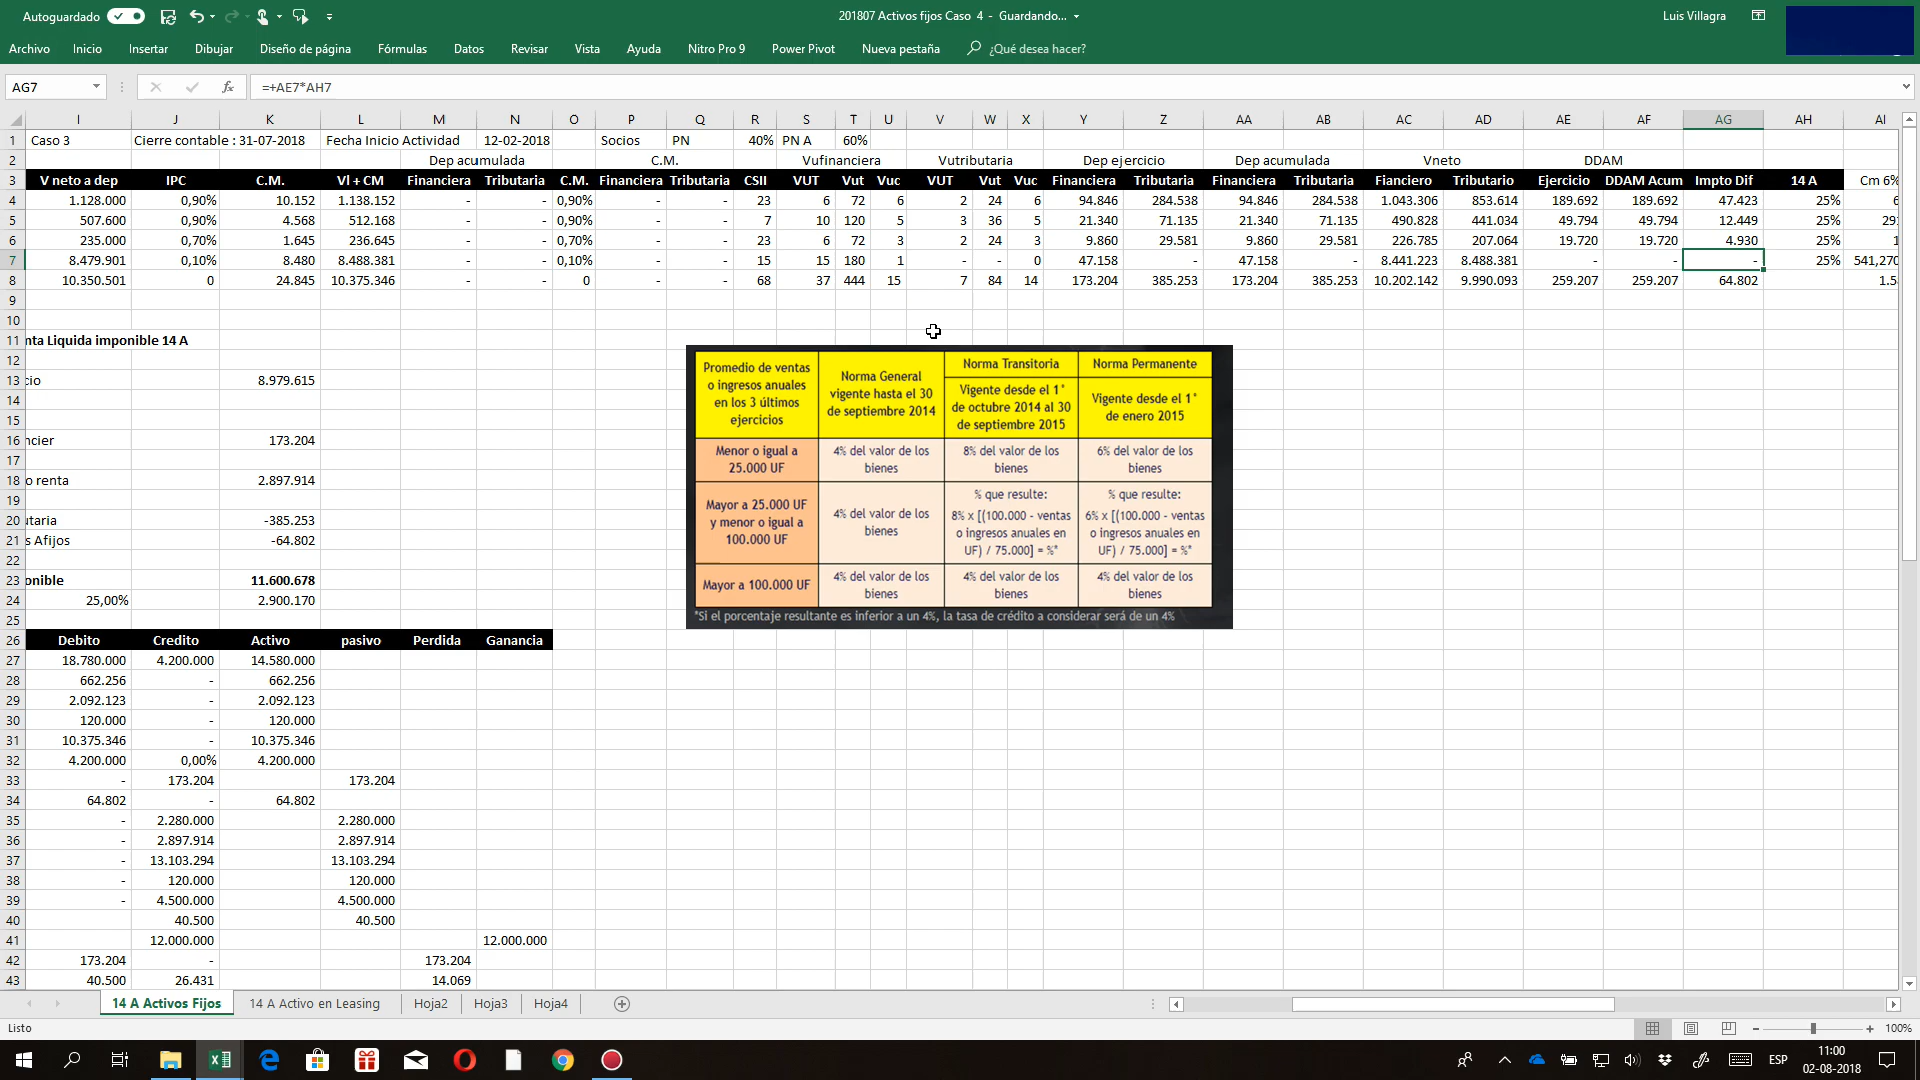 Autoguardado
201807 Activos fijos Caso 4 - Guardando...
Luis Villagra
Archivo Inicio Insertar Dibujar Diseño de página Fórmulas Datos Revisar Vista Ayuda Nitro Pro 9 Power Pivot Nueva pestaña ¿Qué desea hacer?
AG7 fx =+AE7*AH7
I J K L M N O P Q R S T U V W X Y Z AA AB AC AD AE AF AG AH AI
1 Caso 3 Cierre contable : 31-07-2018 Fecha Inicio Actividad 12-02-2018 Socios PN 40% PN A 60%
2 Dep acumulada C.M. Vufinanciera Vutributaria Dep ejercicio Dep acumulada Vneto DDAM
3 V neto a dep IPC C.M. Vl + CM Financiera Tributaria C.M. Financiera Tributaria CSII VUT Vut Vuc VUT Vut Vuc Financiera Tributaria Financiera Tributaria Fianciero Tributario Ejercicio DDAM Acum Impto Dif 14 A Cm 6%
4 1.128.000 0,90% 10.152 1.138.152 - - 0,90% - - 23 6 72 6 2 24 6 94.846 284.538 94.846 284.538 1.043.306 853.614 189.692 189.692 47.423 25% 6
5 507.600 0,90% 4.568 512.168 - - 0,90% - - 7 10 120 5 3 36 5 21.340 71.135 21.340 71.135 490.828 441.034 49.794 49.794 12.449 25% 29
6 235.000 0,70% 1.645 236.645 - - 0,70% - - 23 6 72 3 2 24 3 9.860 29.581 9.860 29.581 226.785 207.064 19.720 19.720 4.930 25% 1
7 8.479.901 0,10% 8.480 8.488.381 - - 0,10% - - 15 15 180 1 - - 0 47.158 - 47.158 - 8.441.223 8.488.381 - - - 25% 541,270
8 10.350.501 0 24.845 10.375.346 - - 0 - - 68 37 444 15 7 84 14 173.204 385.253 173.204 385.253 10.202.142 9.990.093 259.207 259.207 64.802 1.5
9
10
11 nta Liquida imponible 14 A
12
13 cio 8.979.615
14
15
16 ncier 173.204
17
18 o renta 2.897.914
19
20 utaria -385.253
21 s Afijos -64.802
22
23 onible 11.600.678
24 25,00% 2.900.170
25
26 Debito Credito Activo pasivo Perdida Ganancia
27 18.780.000 4.200.000 14.580.000
28 662.256 - 662.256
29 2.092.123 - 2.092.123
30 120.000 - 120.000
31 10.375.346 - 10.375.346
32 4.200.000 0,00% 4.200.000
33 - 173.204 173.204
34 64.802 - 64.802
35 - 2.280.000 2.280.000
36 - 2.897.914 2.897.914
37 - 13.103.294 13.103.294
38 - 120.000 120.000
39 - 4.500.000 4.500.000
40 40.500 40.500
41 12.000.000 12.000.000
42 173.204 - 173.204
43 40.500 26.431 14.069
Promedio de ventas
o ingresos anuales
en los 3 últimos
ejercicios
Norma General
vigente hasta el 30
de septiembre 2014
Norma Transitoria
Vigente desde el 1°
de octubre 2014 al 30
de septiembre 2015
Norma Permanente
Vigente desde el 1°
de enero 2015
Menor o igual a
25.000 UF
4% del valor de los
bienes
8% del valor de los
bienes
6% del valor de los
bienes
Mayor a 25.000 UF
y menor o igual a
100.000 UF
4% del valor de los
bienes
% que resulte:
8% x [(100.000 - ventas
o ingresos anuales en
UF) / 75.000] = %*
% que resulte:
6% x [(100.000 - ventas
o ingresos anuales en
UF) / 75.000] = %*
Mayor a 100.000 UF
4% del valor de los
bienes
4% del valor de los
bienes
4% del valor de los
bienes
*Si el porcentaje resultante es inferior a un 4%, la tasa de crédito a considerar será de un 4%
14 A Activos Fijos 14 A Activo en Leasing Hoja2 Hoja3 Hoja4
Listo 100%
ESP 11:00
02-08-2018